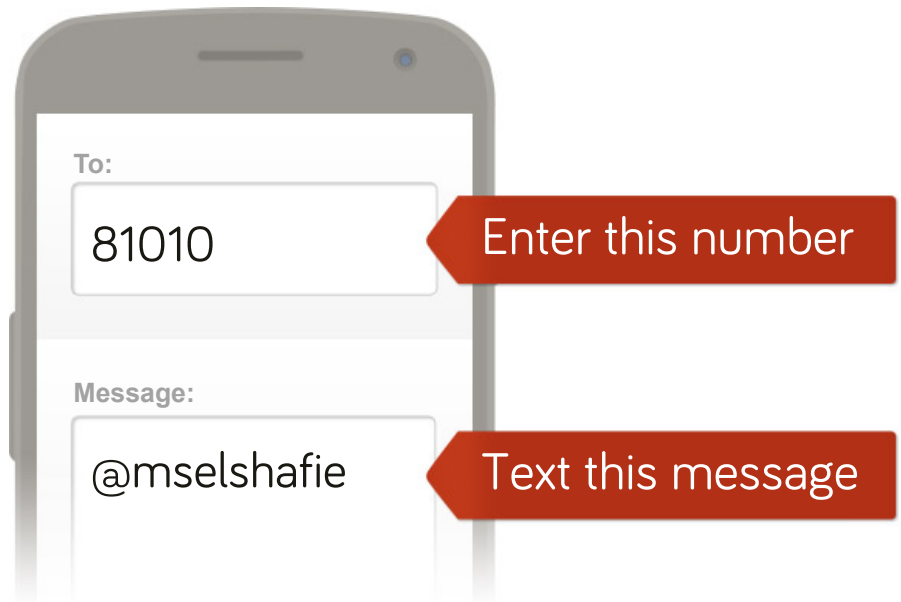 To:
81010
Enter this number
Message:
@mselshafie
Text this message